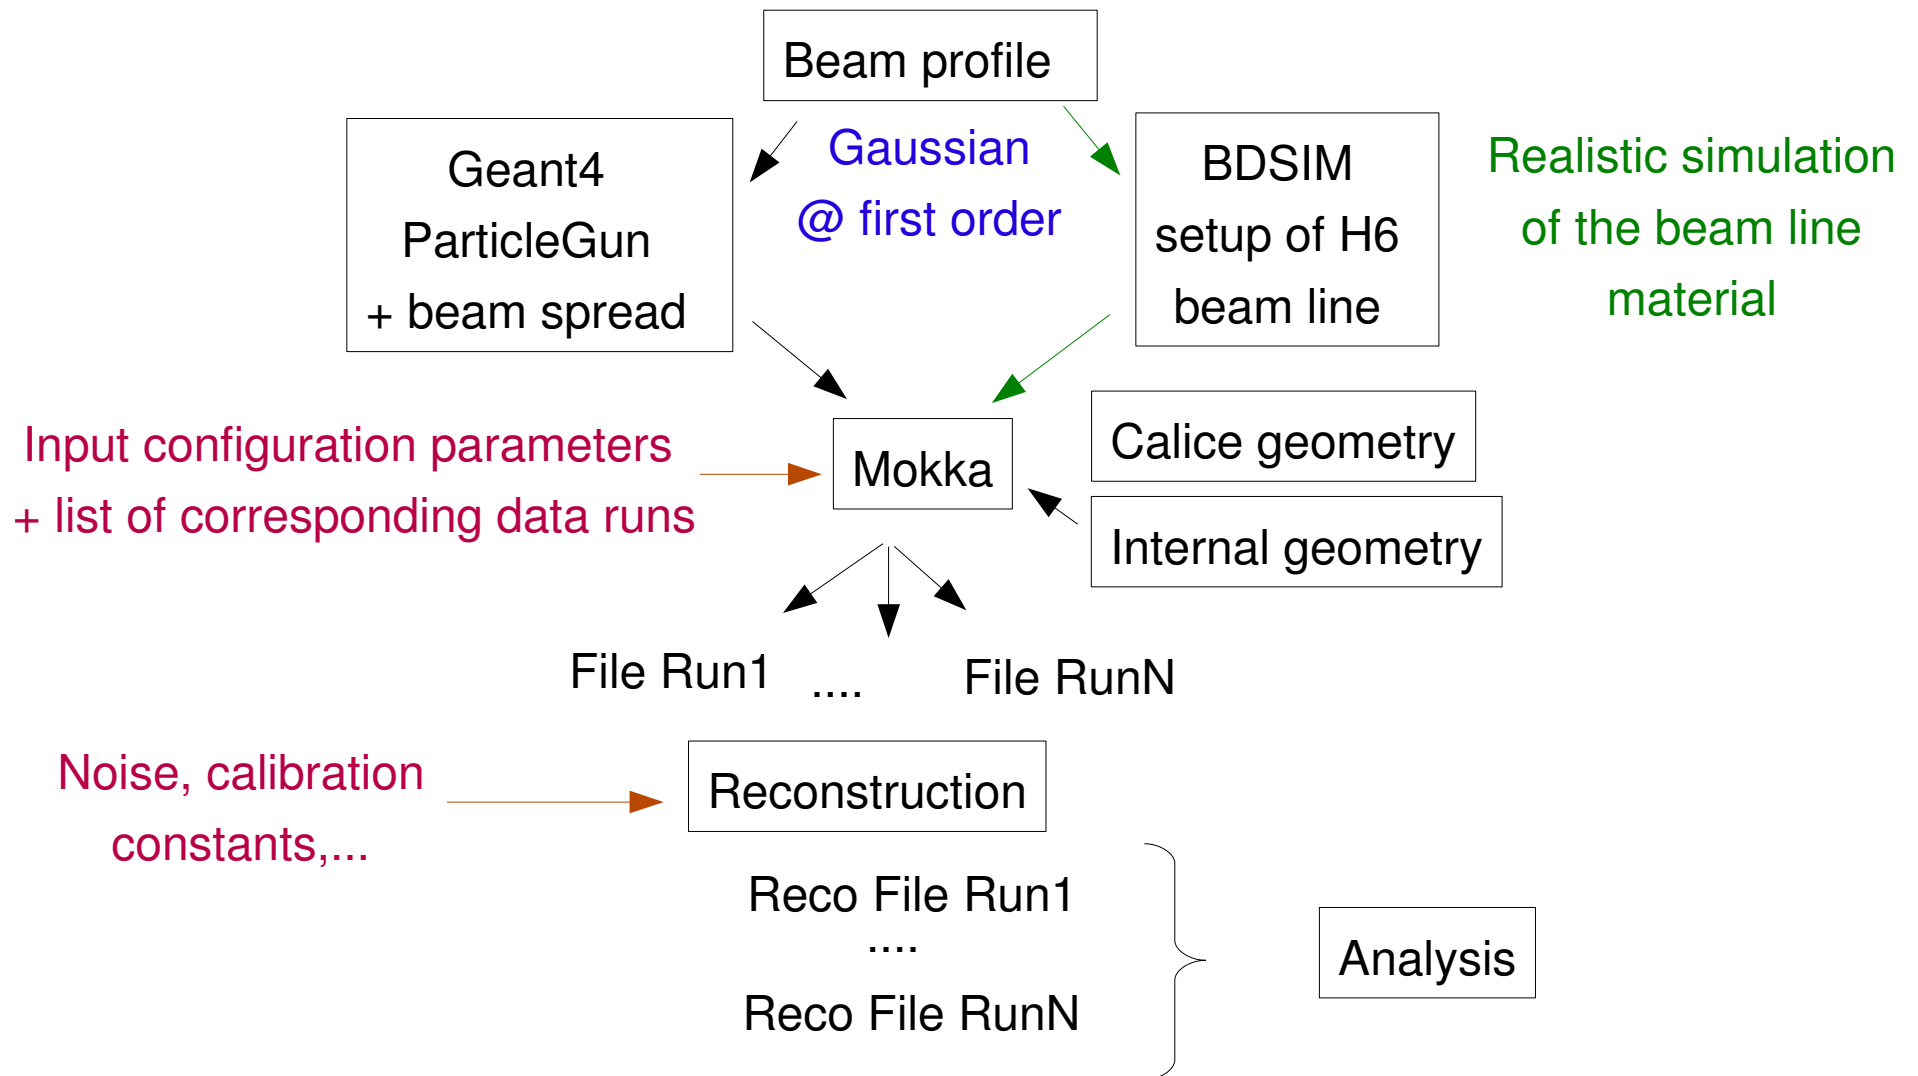 Beam profile
Geant4
ParticleGun
+ beam spread
Gaussian
@ first order
BDSIM
setup of H6
beam line
Realistic simulation
of the beam line
material
Input configuration parameters
+ list of corresponding data runs
Mokka
Calice geometry
Internal geometry
File Run1
....
File RunN
Noise, calibration
constants,...
Reconstruction
Reco File Run1
....
Reco File RunN
Analysis